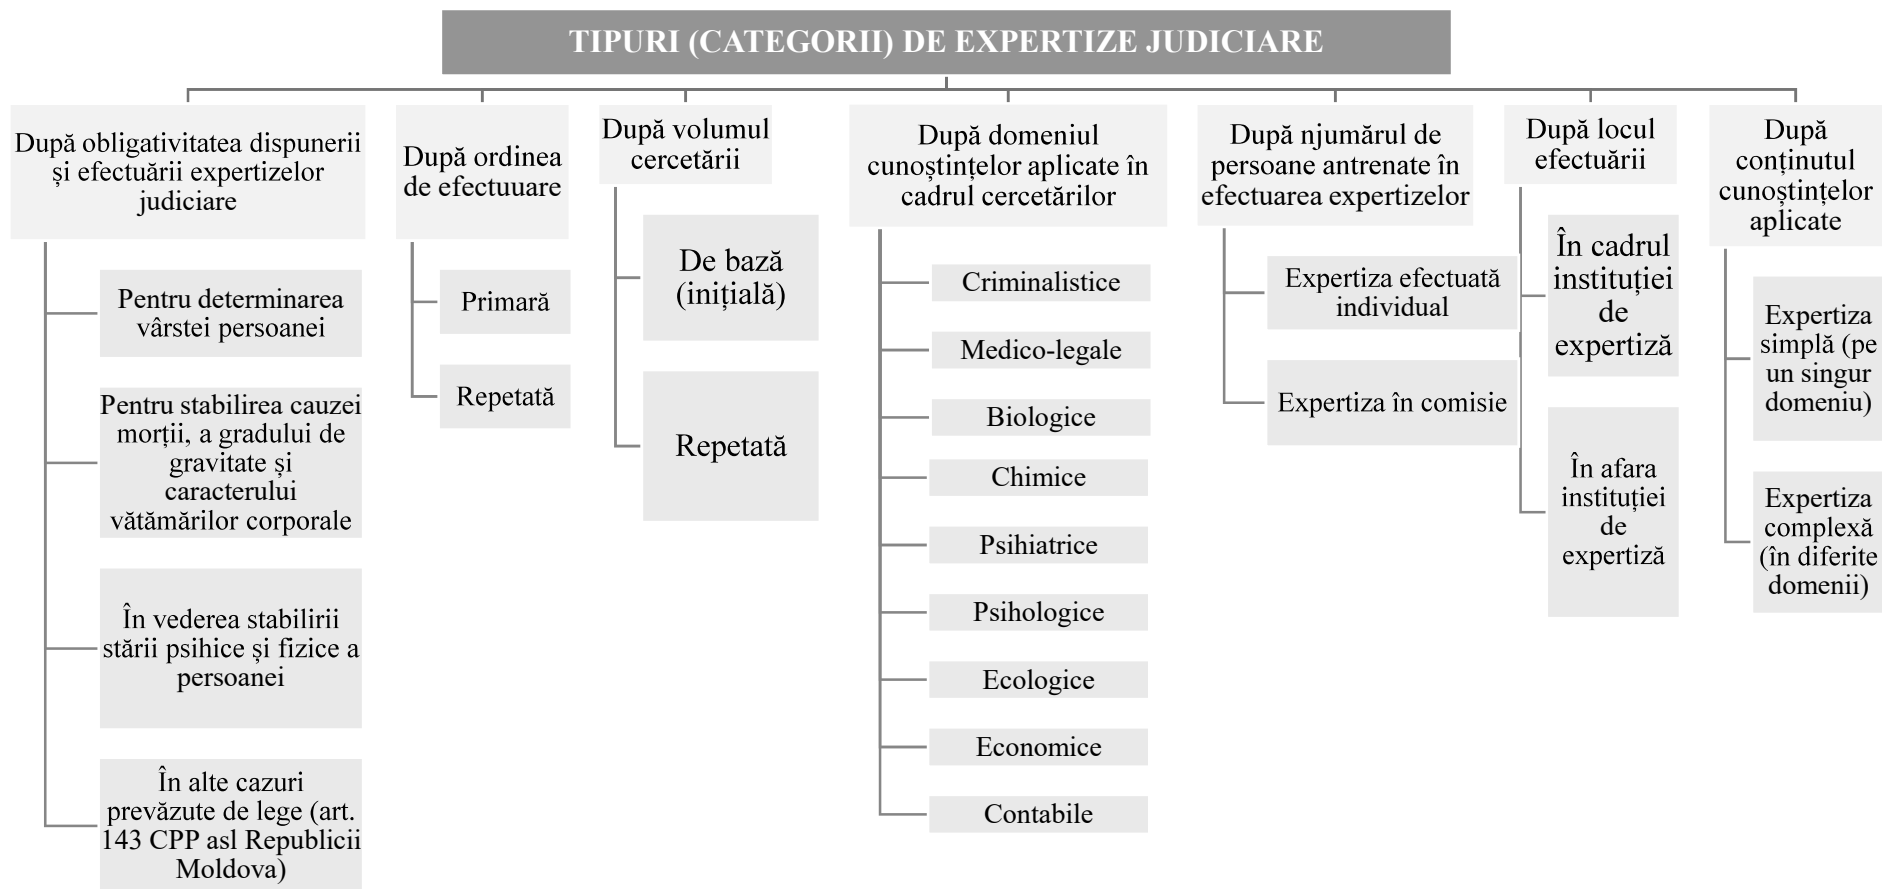 TIPURI (CATEGORII) DE EXPERTIZE JUDICIARE
După obligativitatea dispunerii
și efectuării expertizelor
judiciare
Pentru determinarea
vârstei persoanei
Pentru stabilirea cauzei
morții, a gradului de
gravitate și
caracterului
vătămărilor corporale
În vederea stabilirii
stării psihice și fizice a
persoanei
În alte cazuri
prevăzute de lege (art.
143 CPP asl Republicii
Moldova)
După ordinea
de efectuuare
Primară
Repetată
După volumul
cercetării
De bază
(inițială)
Repetată
După domeniul
cunoștințelor aplicate în
cadrul cercetărilor
Criminalistice
Medico-legale
Biologice
Chimice
Psihiatrice
Psihologice
Ecologice
Economice
Contabile
După njumărul de
persoane antrenate în
efectuarea expertizelor
Expertiza efectuată
individual
Expertiza în comisie
După locul
efectuării
În cadrul
instituției
de
expertiză
În afara
instituției
de
expertiză
După
conținutul
cunoștințelor
aplicate
Expertiza
simplă (pe
un singur
domeniu)
Expertiza
complexă
(în diferite
domenii)